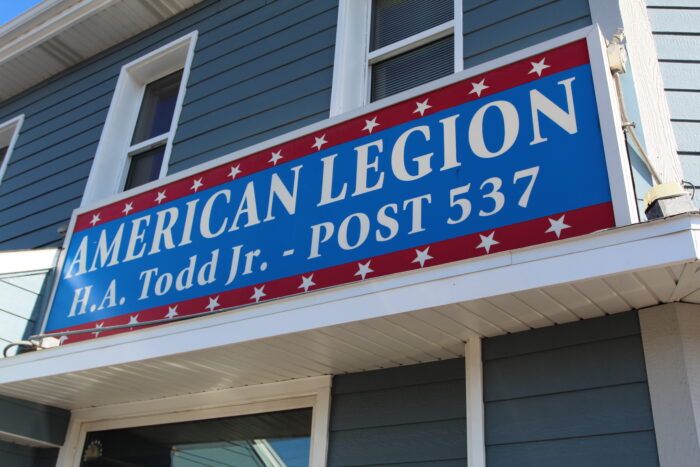 AMERICAN LEGION
H.A. Todd Jr. - POST 537